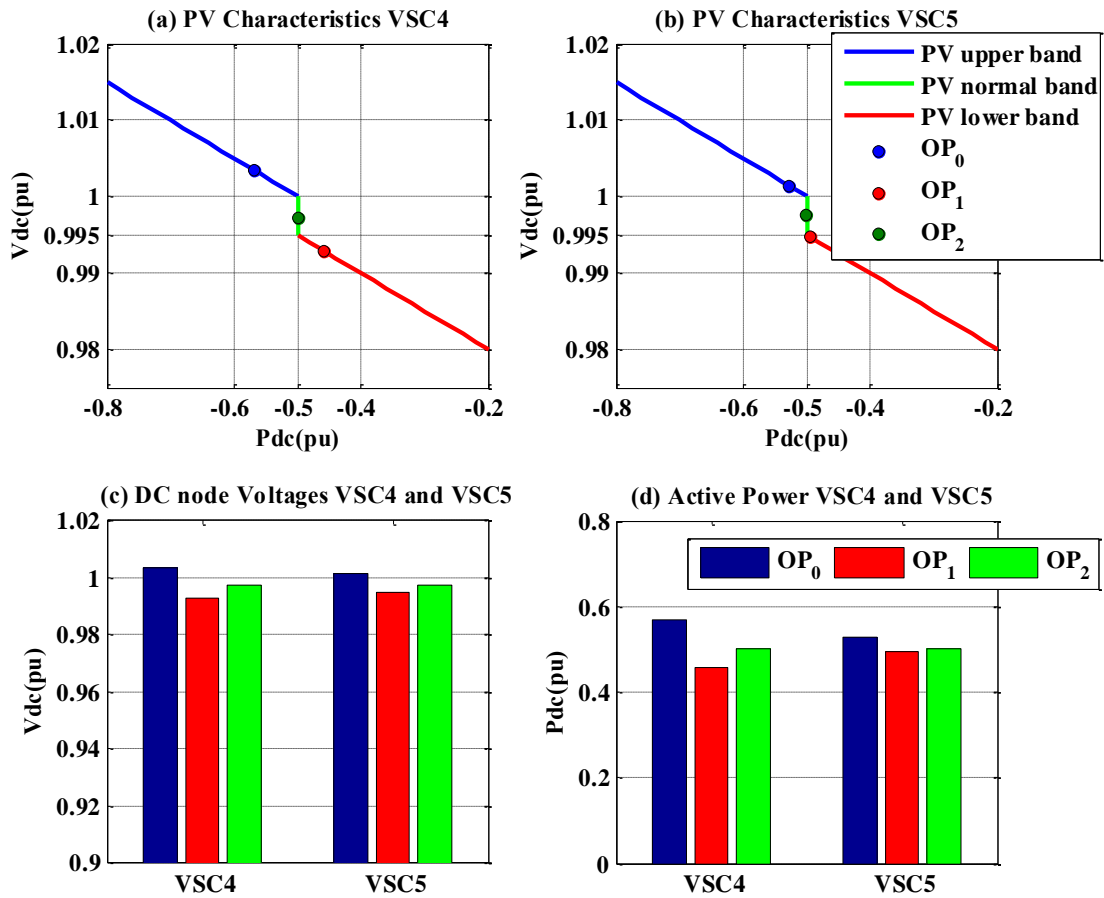 (a) PV Characteristics VSC4
1.02
1.01
1
0.995
0.99
0.98
Vdc(pu)
-0.8
-0.6
-0.5
-0.4
-0.2
Pdc(pu)
(b) PV Characteristics VSC5
1.02
1.01
1
0.995
0.99
0.98
Vdc(pu)
-0.8
-0.6
-0.5
-0.4
-0.2
Pdc(pu)
PV upper band
PV normal band
PV lower band
OP0
OP1
OP2
(c) DC node Voltages VSC4 and VSC5
1.02
1
0.98
0.96
0.94
0.92
0.9
Vdc(pu)
VSC4
VSC5
(d) Active Power VSC4 and VSC5
0.8
0.6
0.4
0.2
0
Pdc(pu)
OP0
OP1
OP2
VSC4
VSC5